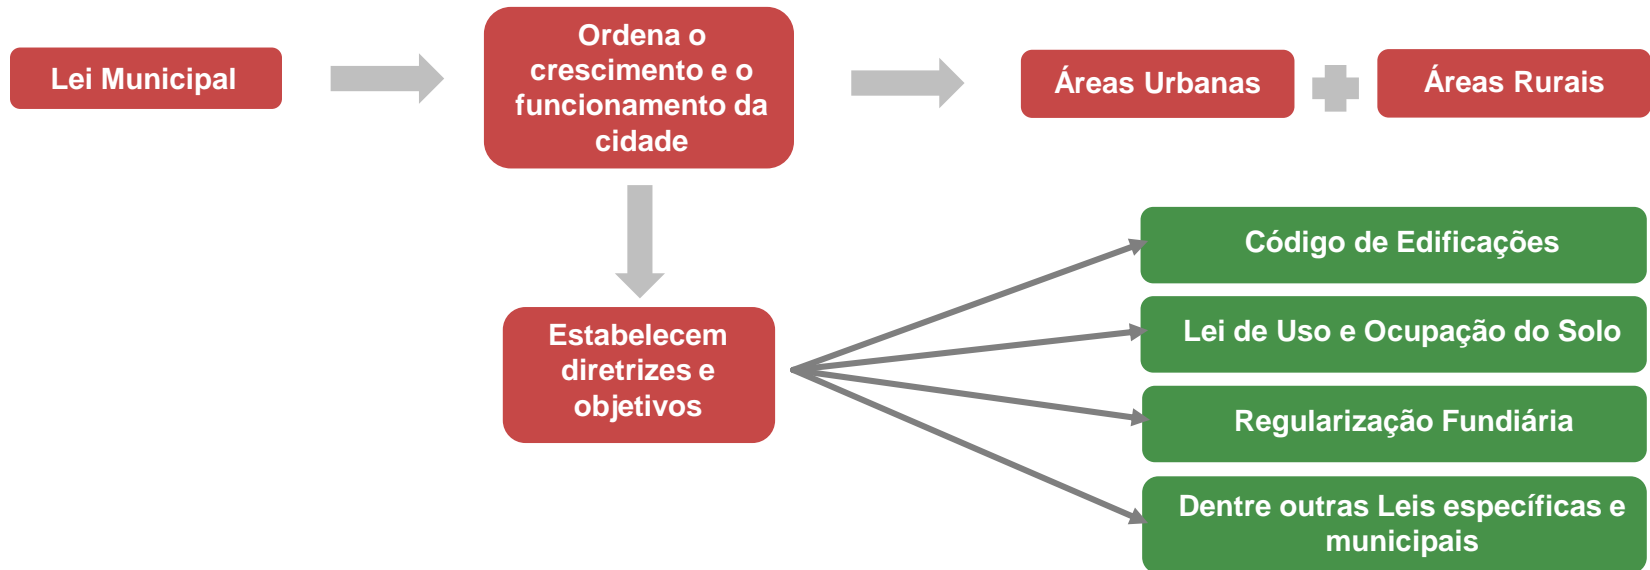 Lei Municipal
Ordena o
crescimento e o
funcionamento da
cidade
Áreas Urbanas
Áreas Rurais
Estabelecem
diretrizes e
objetivos
Código de Edificações
Lei de Uso e Ocupação do Solo
Regularização Fundiária
Dentre outras Leis específicas e
municipais